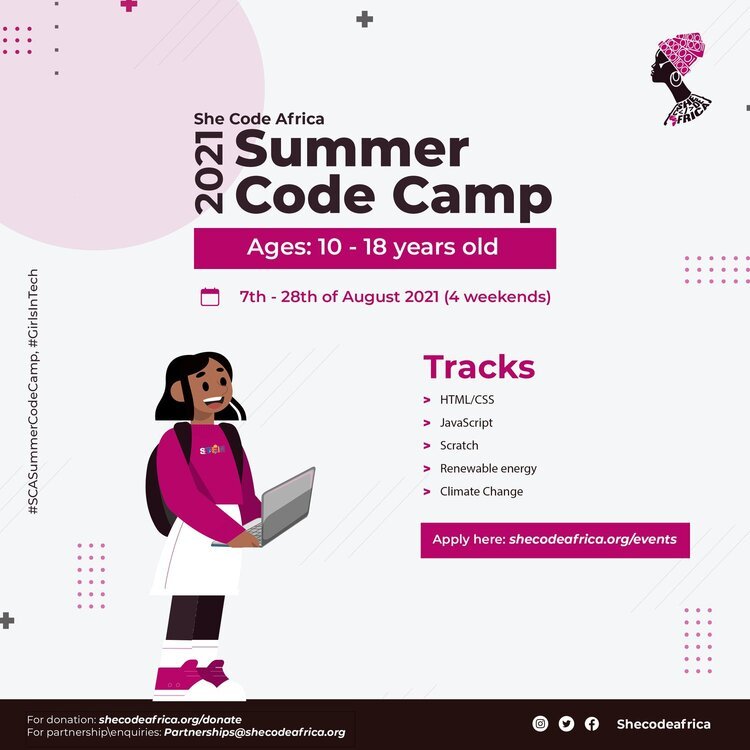 She Code Africa
2021
Summer
Code Camp
Ages: 10 - 18 years old
7th - 28th of August 2021 (4 weekends)
#SCASummerCodeCamp, #GirlsInTech
Tracks
> HTML/CSS
> JavaScript
> Scratch
> Renewable energy
> Climate Change
Apply here: shecodeafrica.org/events
For donation: shecodeafrica.org/donate
For partnership\enquiries: Partnerships@shecodeafrica.org
Shecodeafrica
AFRICA